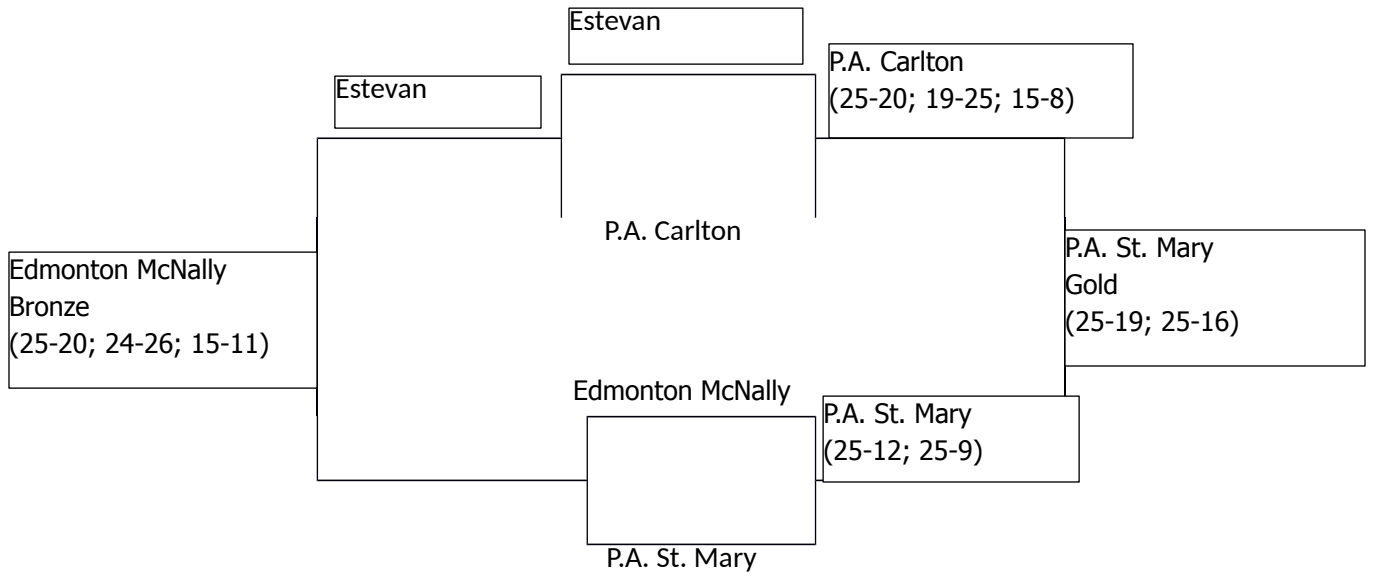 Estevan
Estevan
P.A. Carlton
(25-20; 19-25; 15-8)
P.A. Carlton
Edmonton McNally
Bronze
(25-20; 24-26; 15-11)
P.A. St. Mary
Gold
(25-19; 25-16)
Edmonton McNally
P.A. St. Mary
(25-12; 25-9)
P.A. St. Mary